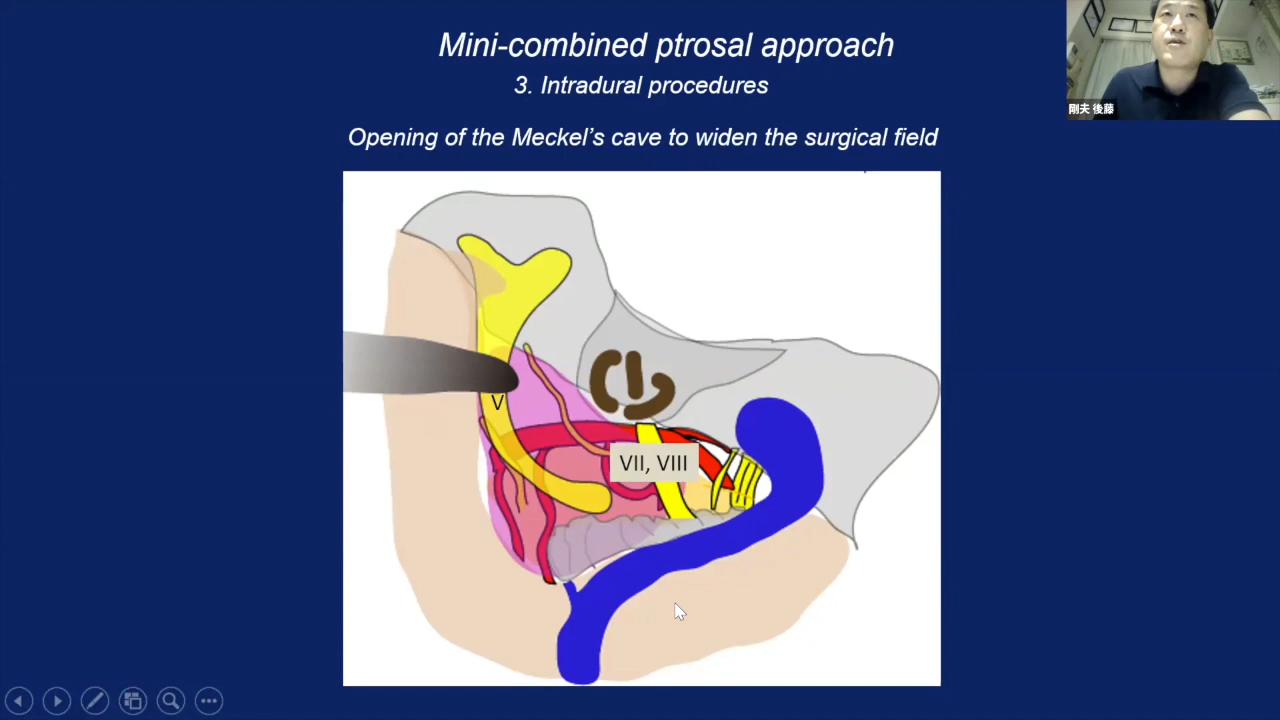 Mini-combined ptrosal approach
3. Intradural procedures
Opening of the Meckel's cave to widen the surgical field
剛夫 後藤
V
VII, VIII